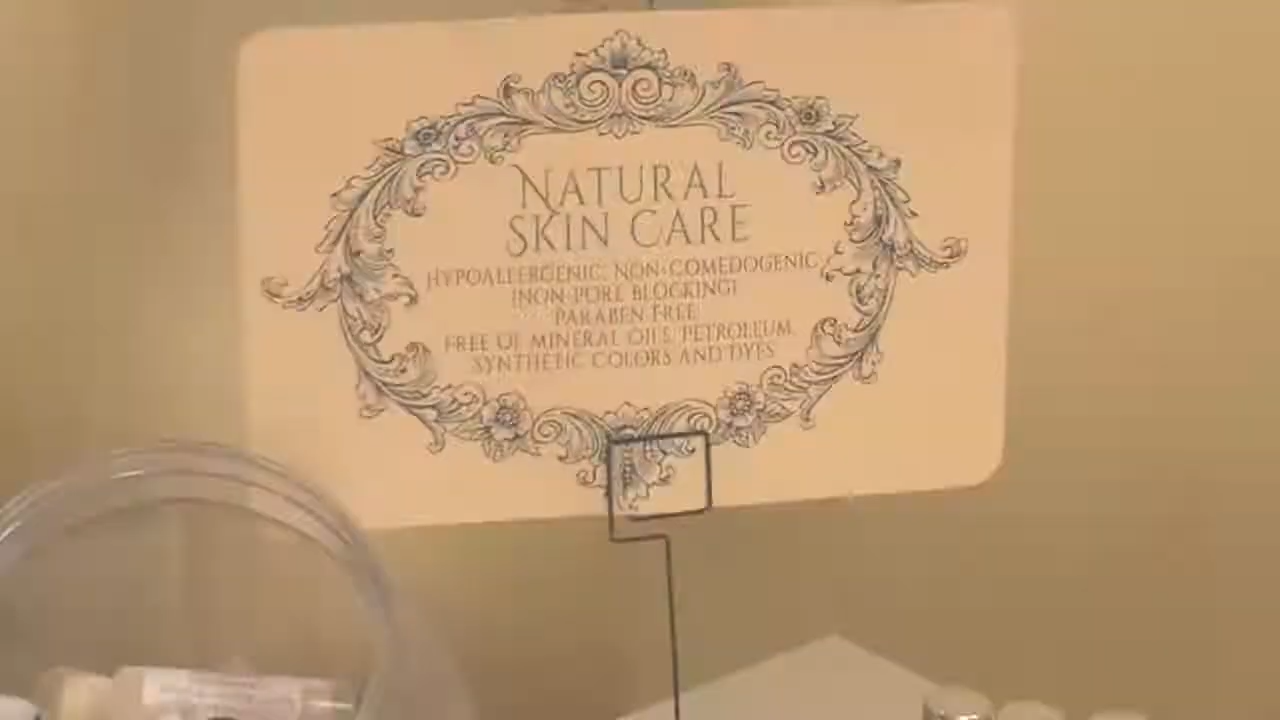 NATURAL
SKIN CARE
HYPOALLERGENIC, NON-COMEDOGENIC
(NON-PORE BLOCKING)
PARABEN FREE
FREE OF MINERAL OILS, PETROLEUM,
SYNTHETIC COLORS AND DYES